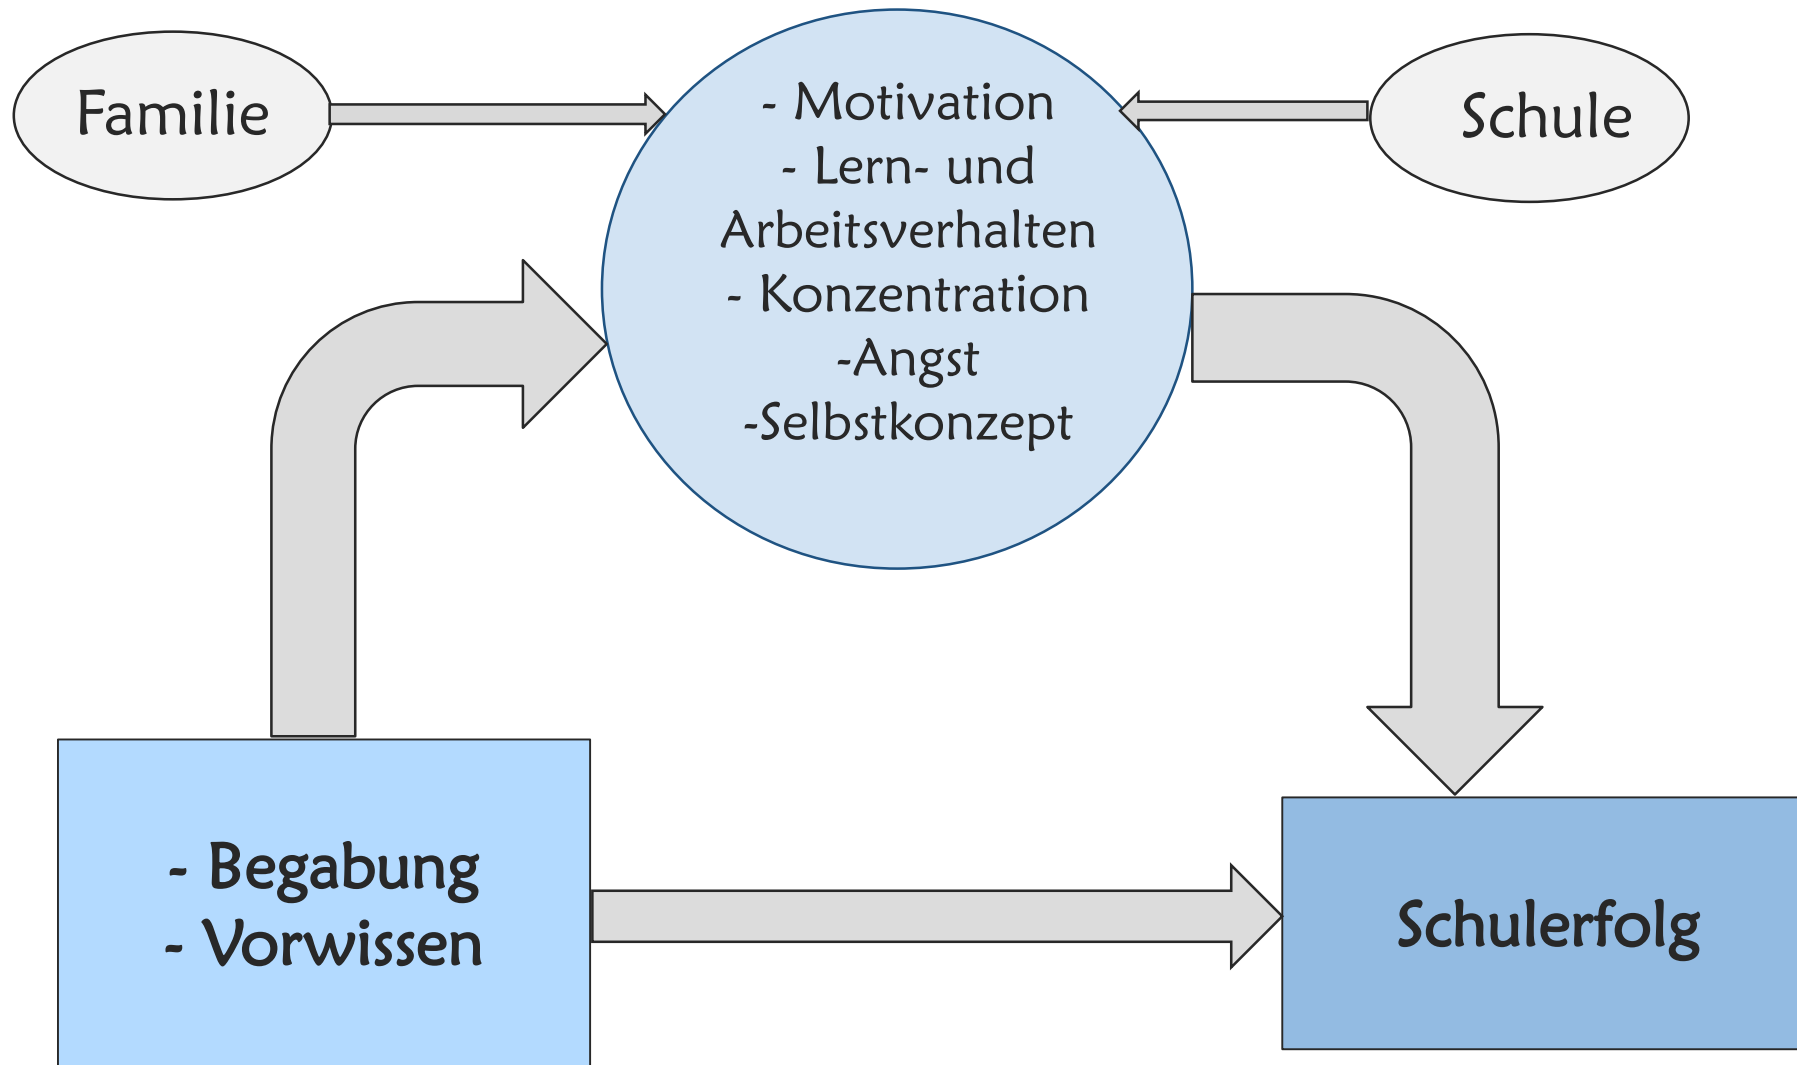 Familie
- Motivation
- Lern- und
Arbeitsverhalten
- Konzentration
-Angst
-Selbstkonzept
Schule
- Begabung
- Vorwissen
Schulerfolg